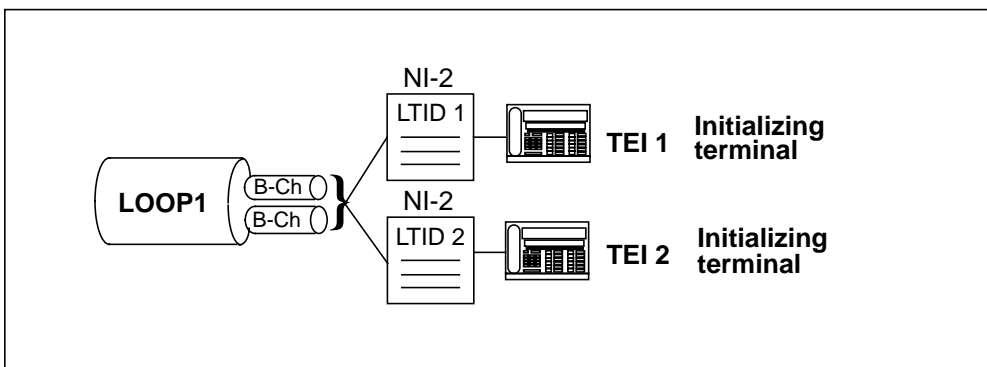 NI-2
LTID 1
TEI 1
Initializing
terminal
LOOP1
B-Ch
B-Ch
NI-2
LTID 2
TEI 2
Initializing
terminal